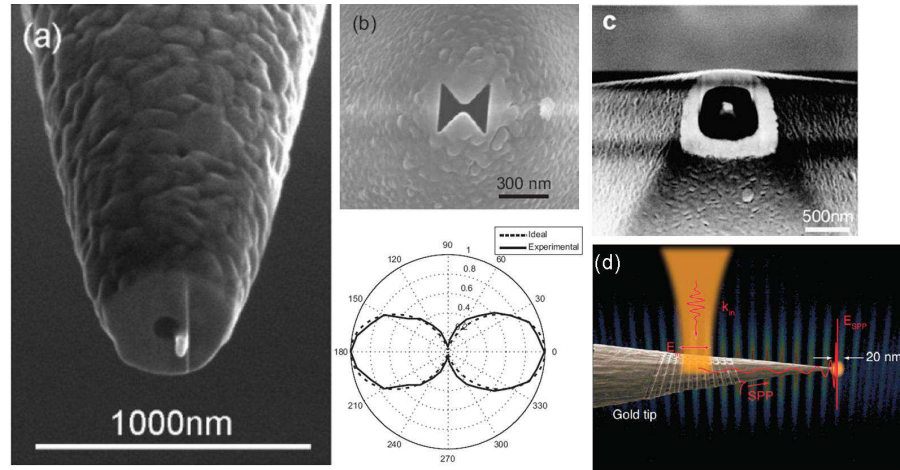 (a)
1000nm
(b)
300 nm
Ideal
Experimental
90
1
120
60
0.8
0.6
150
30
0.4
0.2
180
0
210
330
240
300
270
c
500nm
(d)
k_in
E_SPP
20 nm
SPP
Gold tip